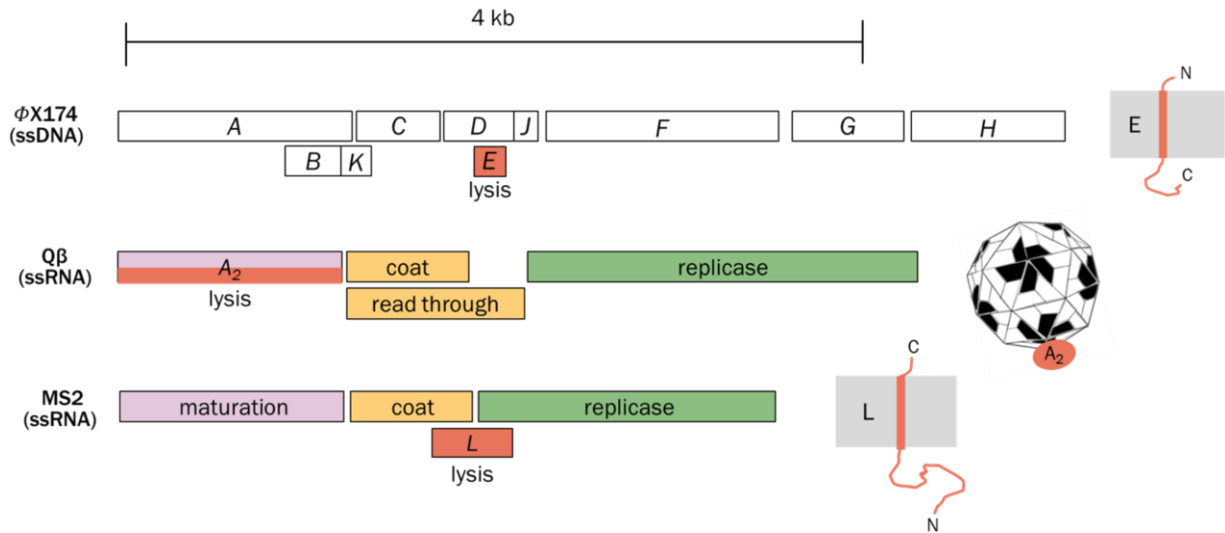 4 kb
ΦX174
(ssDNA)
A C D J F G H
B K E
lysis
E
N
C
Qβ
(ssRNA)
A2 coat replicase
lysis
read through
A2
MS2
(ssRNA)
maturation coat replicase
L
lysis
L
C
N